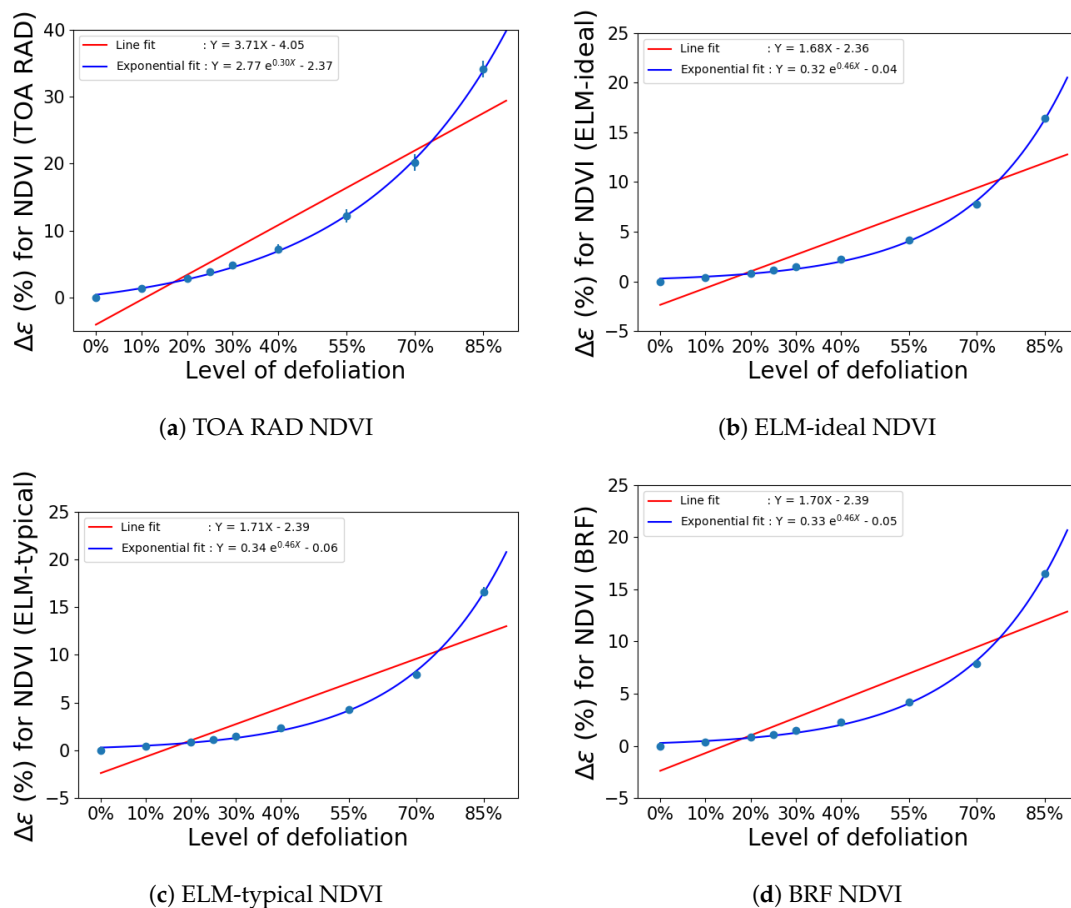 40
30
20
10
0
Δε (%) for NDVI (TOA RAD)
Line fit : Y = 3.71X - 4.05
Exponential fit : Y = 2.77 e^0.30X - 2.37
0% 10% 20% 30% 40% 55% 70% 85%
Level of defoliation
(a) TOA RAD NDVI
25
20
15
10
5
0
−5
Δε (%) for NDVI (ELM-ideal)
Line fit : Y = 1.68X - 2.36
Exponential fit : Y = 0.32 e^0.46X - 0.04
0% 10% 20% 30% 40% 55% 70% 85%
Level of defoliation
(b) ELM-ideal NDVI
25
20
15
10
5
0
−5
Δε (%) for NDVI (ELM-typical)
Line fit : Y = 1.71X - 2.39
Exponential fit : Y = 0.34 e^0.46X - 0.06
0% 10% 20% 30% 40% 55% 70% 85%
Level of defoliation
(c) ELM-typical NDVI
25
20
15
10
5
0
−5
Δε (%) for NDVI (BRF)
Line fit : Y = 1.70X - 2.39
Exponential fit : Y = 0.33 e^0.46X - 0.05
0% 10% 20% 30% 40% 55% 70% 85%
Level of defoliation
(d) BRF NDVI